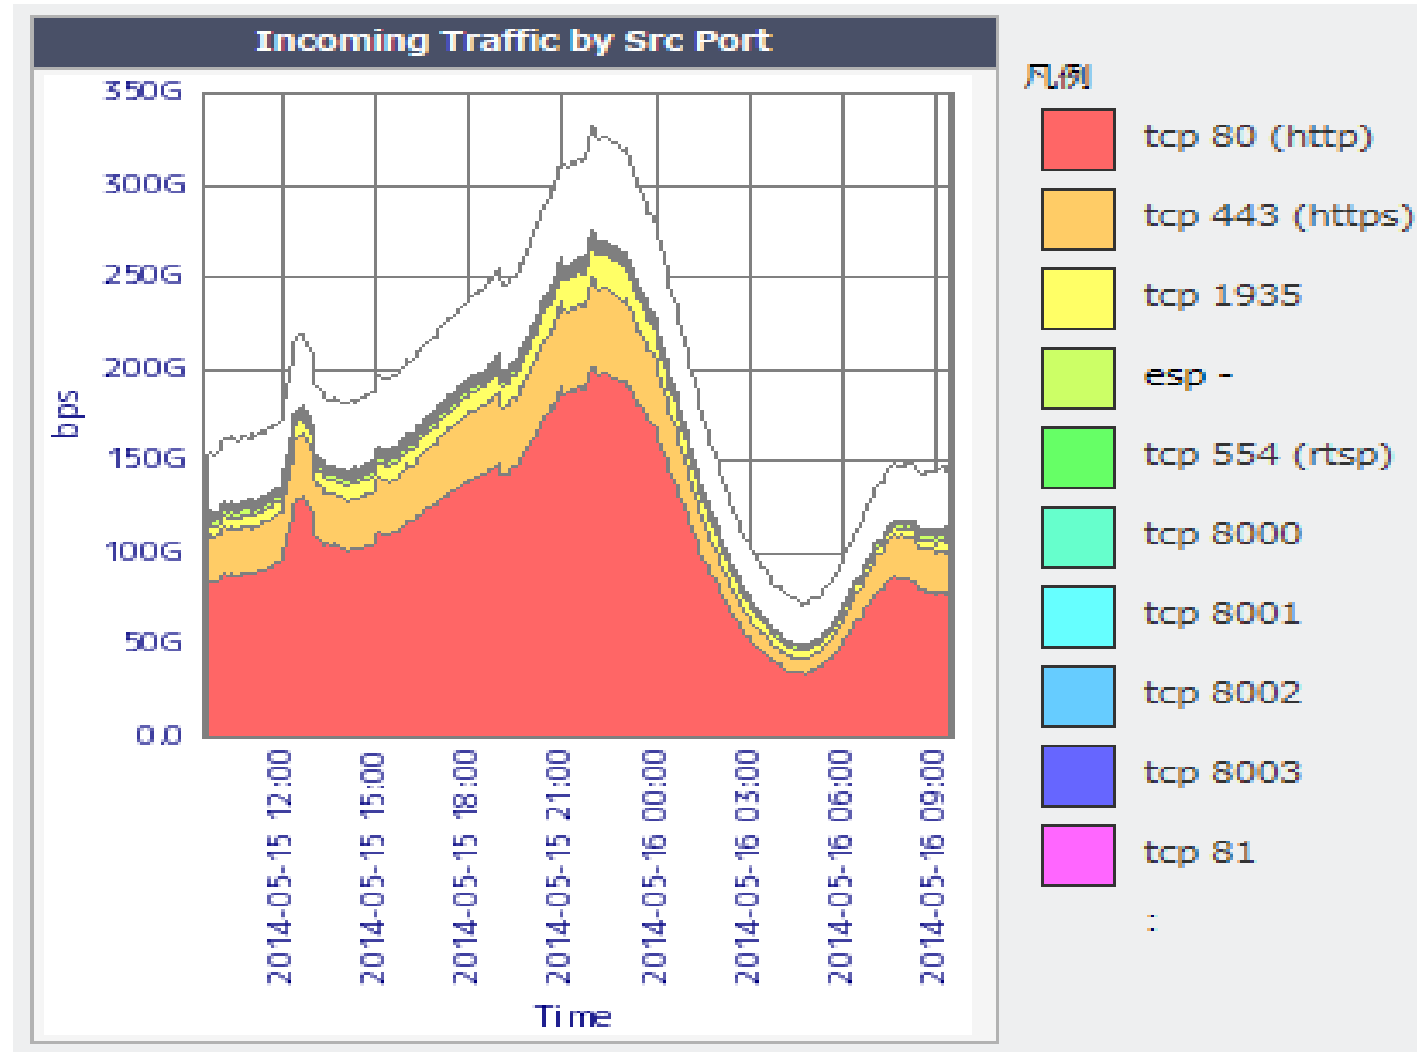 Incoming Traffic by Src Port
350G
300G
250G
200G
150G
100G
50G
0.0
bps
2014-05-15 12:00
2014-05-15 15:00
2014-05-15 18:00
2014-05-15 21:00
2014-05-16 00:00
2014-05-16 03:00
2014-05-16 06:00
2014-05-16 09:00
Time
凡例
tcp 80 (http)
tcp 443 (https)
tcp 1935
esp -
tcp 554 (rtsp)
tcp 8000
tcp 8001
tcp 8002
tcp 8003
tcp 81
: